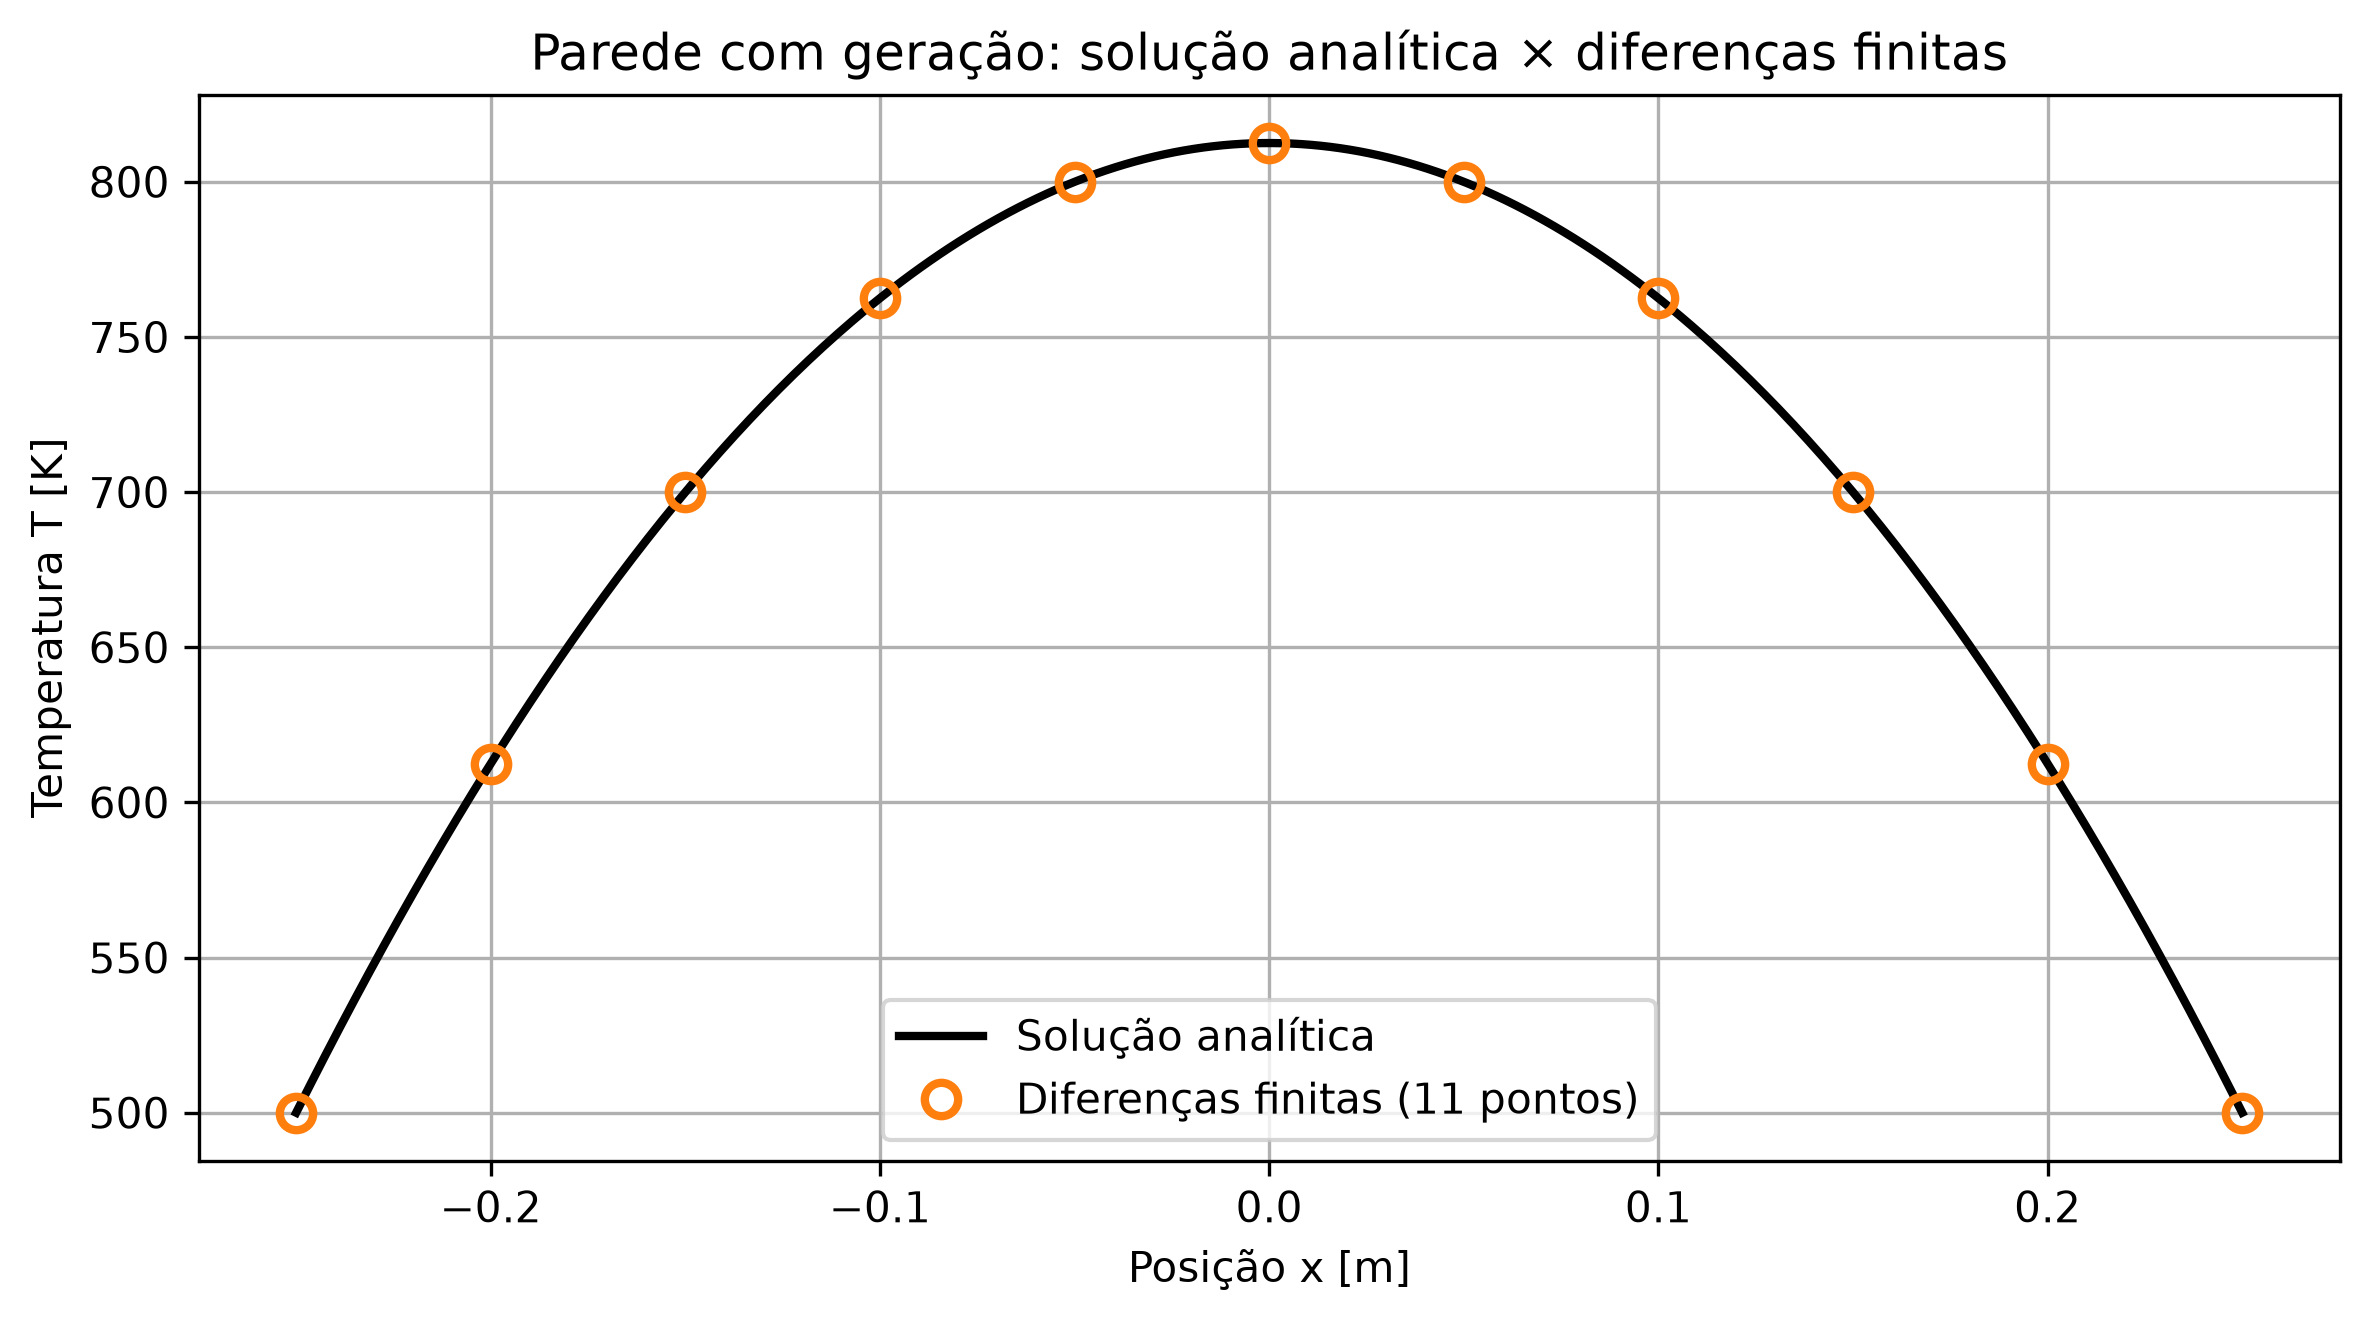 Parede com geração: solução analítica × diferenças finitas
Temperatura T [K]
800
750
700
650
600
550
500
Solução analítica
Diferenças finitas (11 pontos)
−0.2 −0.1 0.0 0.1 0.2
Posição x [m]